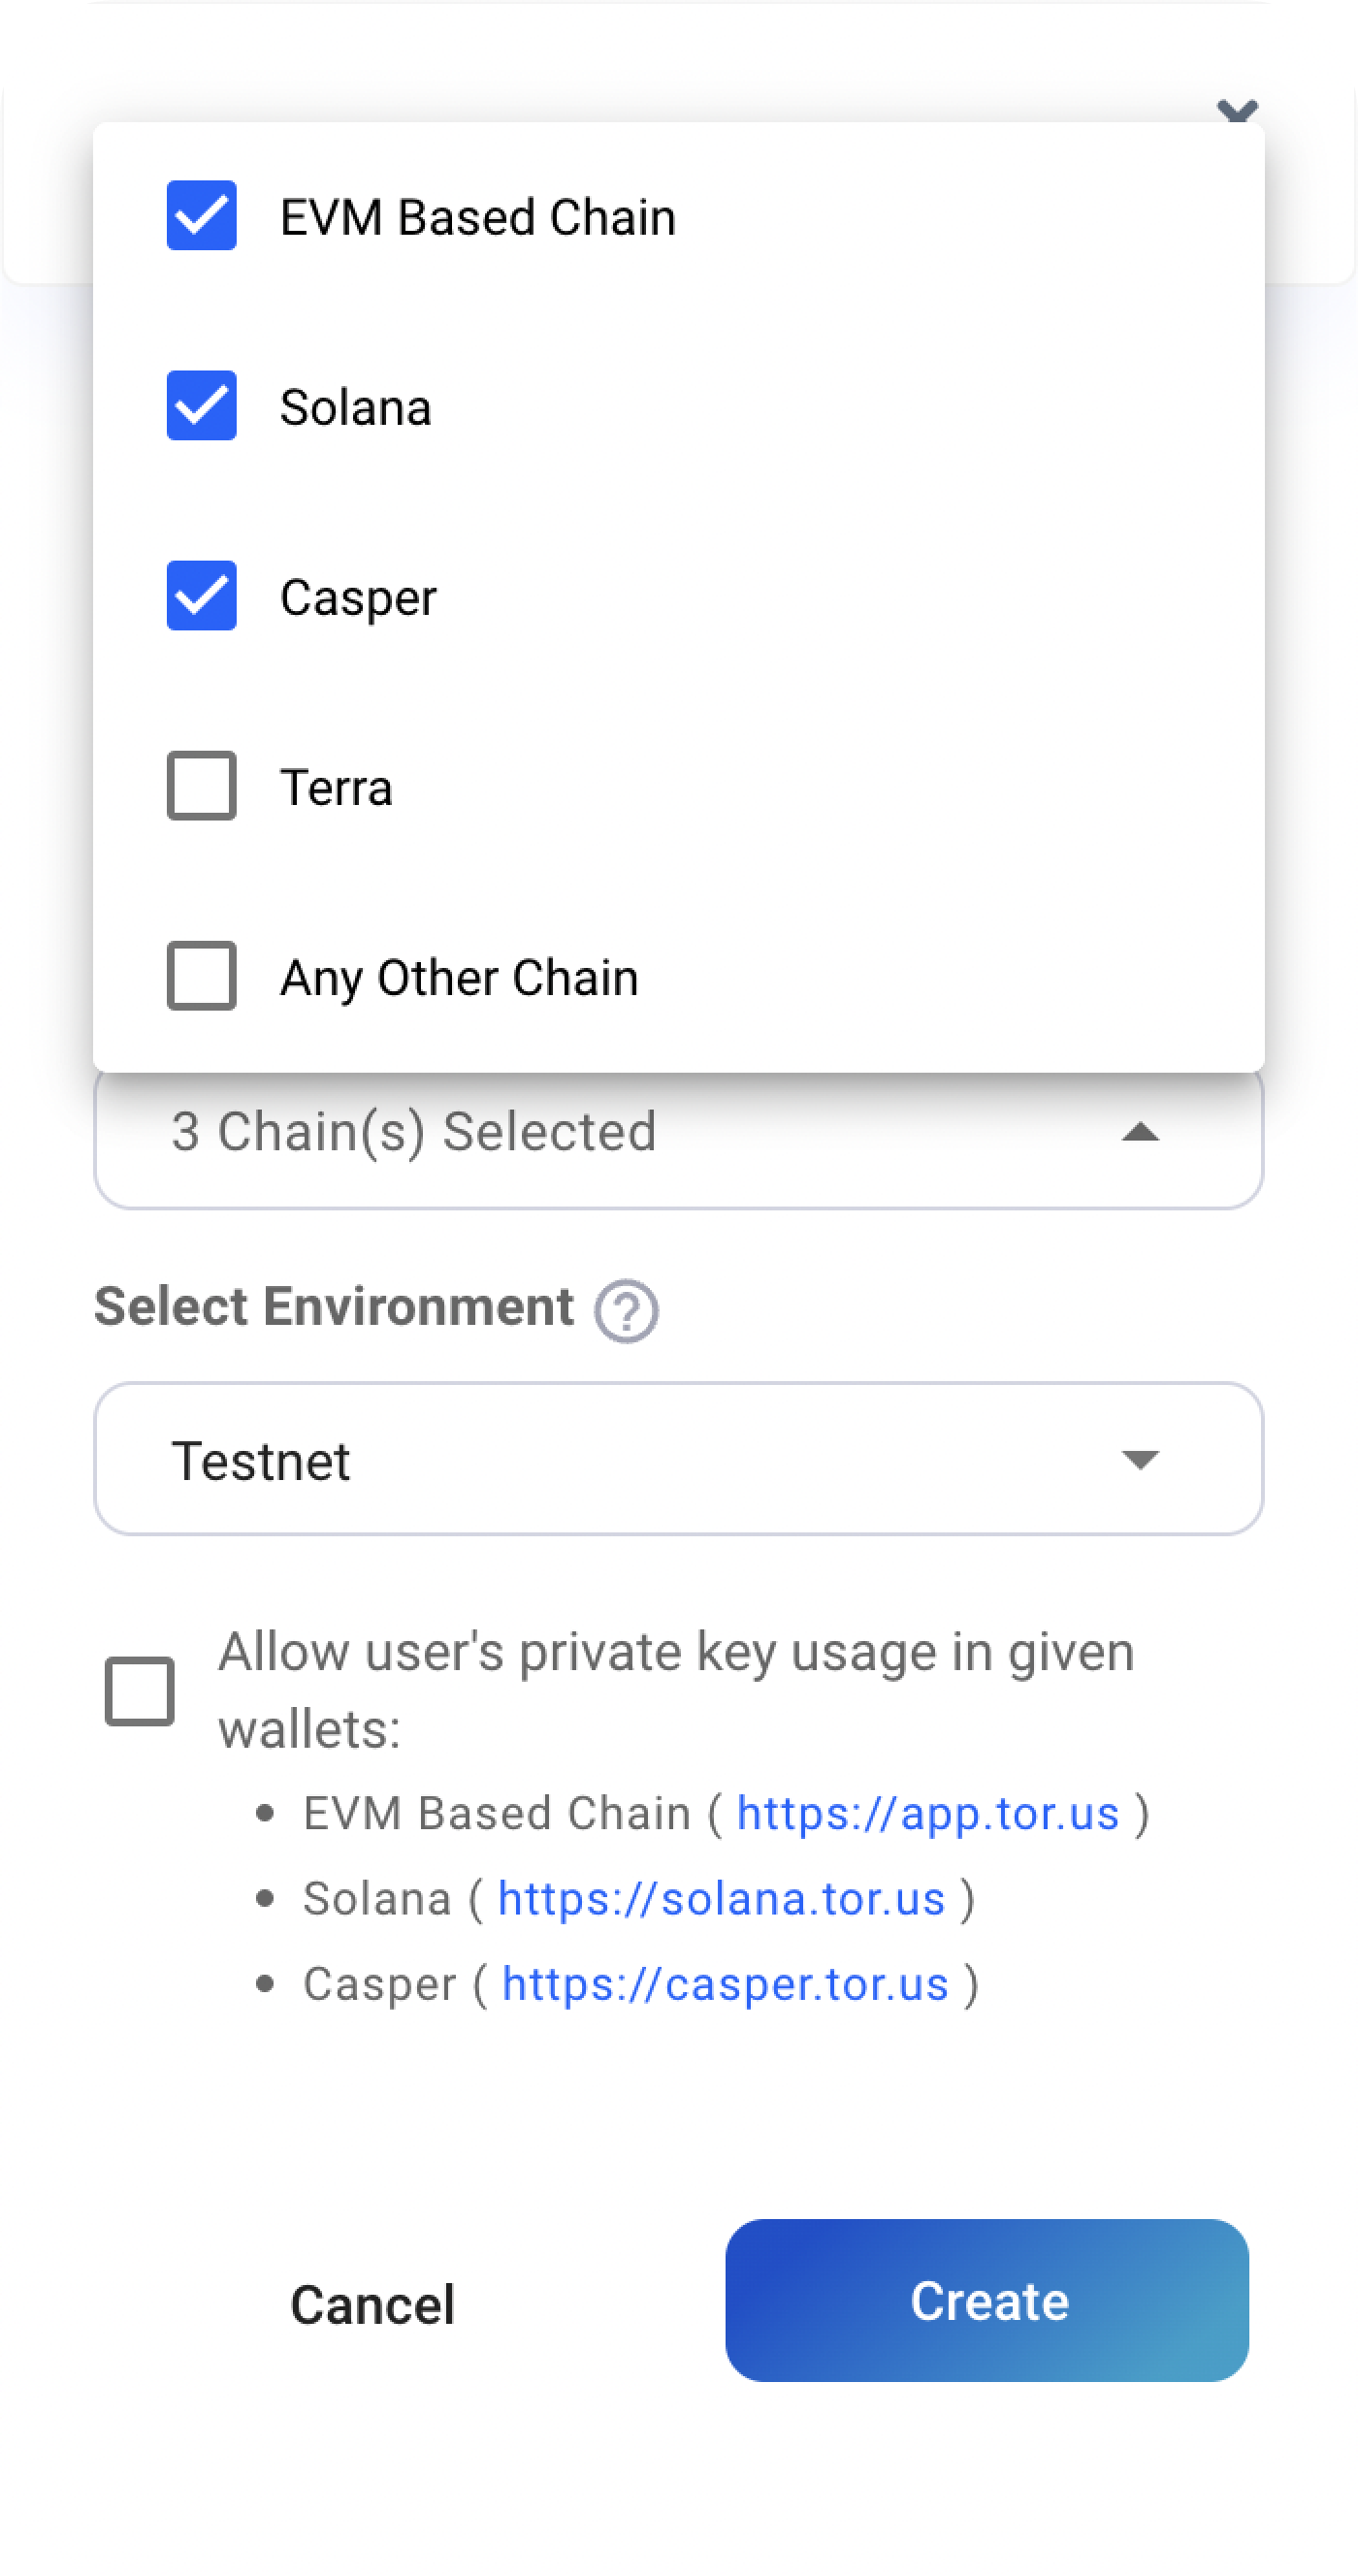 EVM Based Chain
Solana
Casper
Terra
Any Other Chain
3 Chain(s) Selected
Select Environment ?
Testnet
Allow user's private key usage in given
wallets:
• EVM Based Chain ( https://app.tor.us )
• Solana ( https://solana.tor.us )
• Casper ( https://casper.tor.us )
Cancel
Create